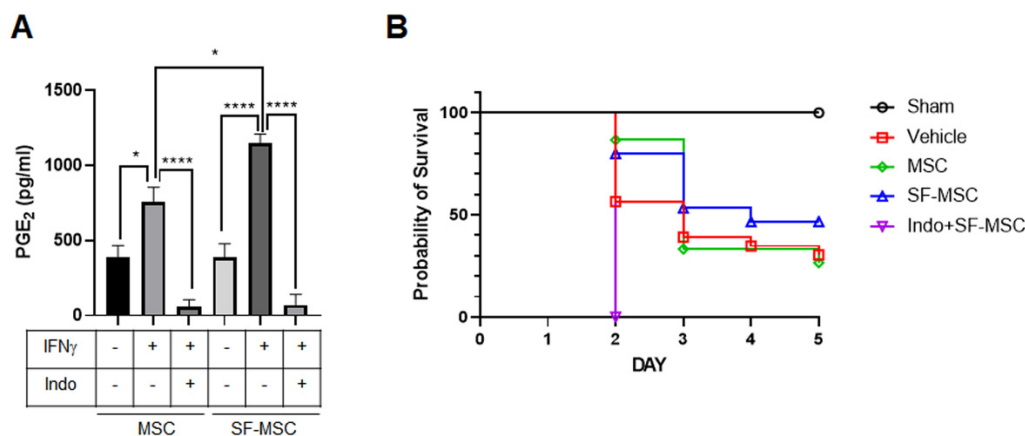 A
B
* 
**** ****
* ****
1500
1000
500
0
PGE₂ (pg/ml)
IFNγ - + + - + +
Indo - - + - - +
MSC SF-MSC
100
50
0
Probability of Survival
0 1 2 3 4 5
DAY
Sham
Vehicle
MSC
SF-MSC
Indo+SF-MSC